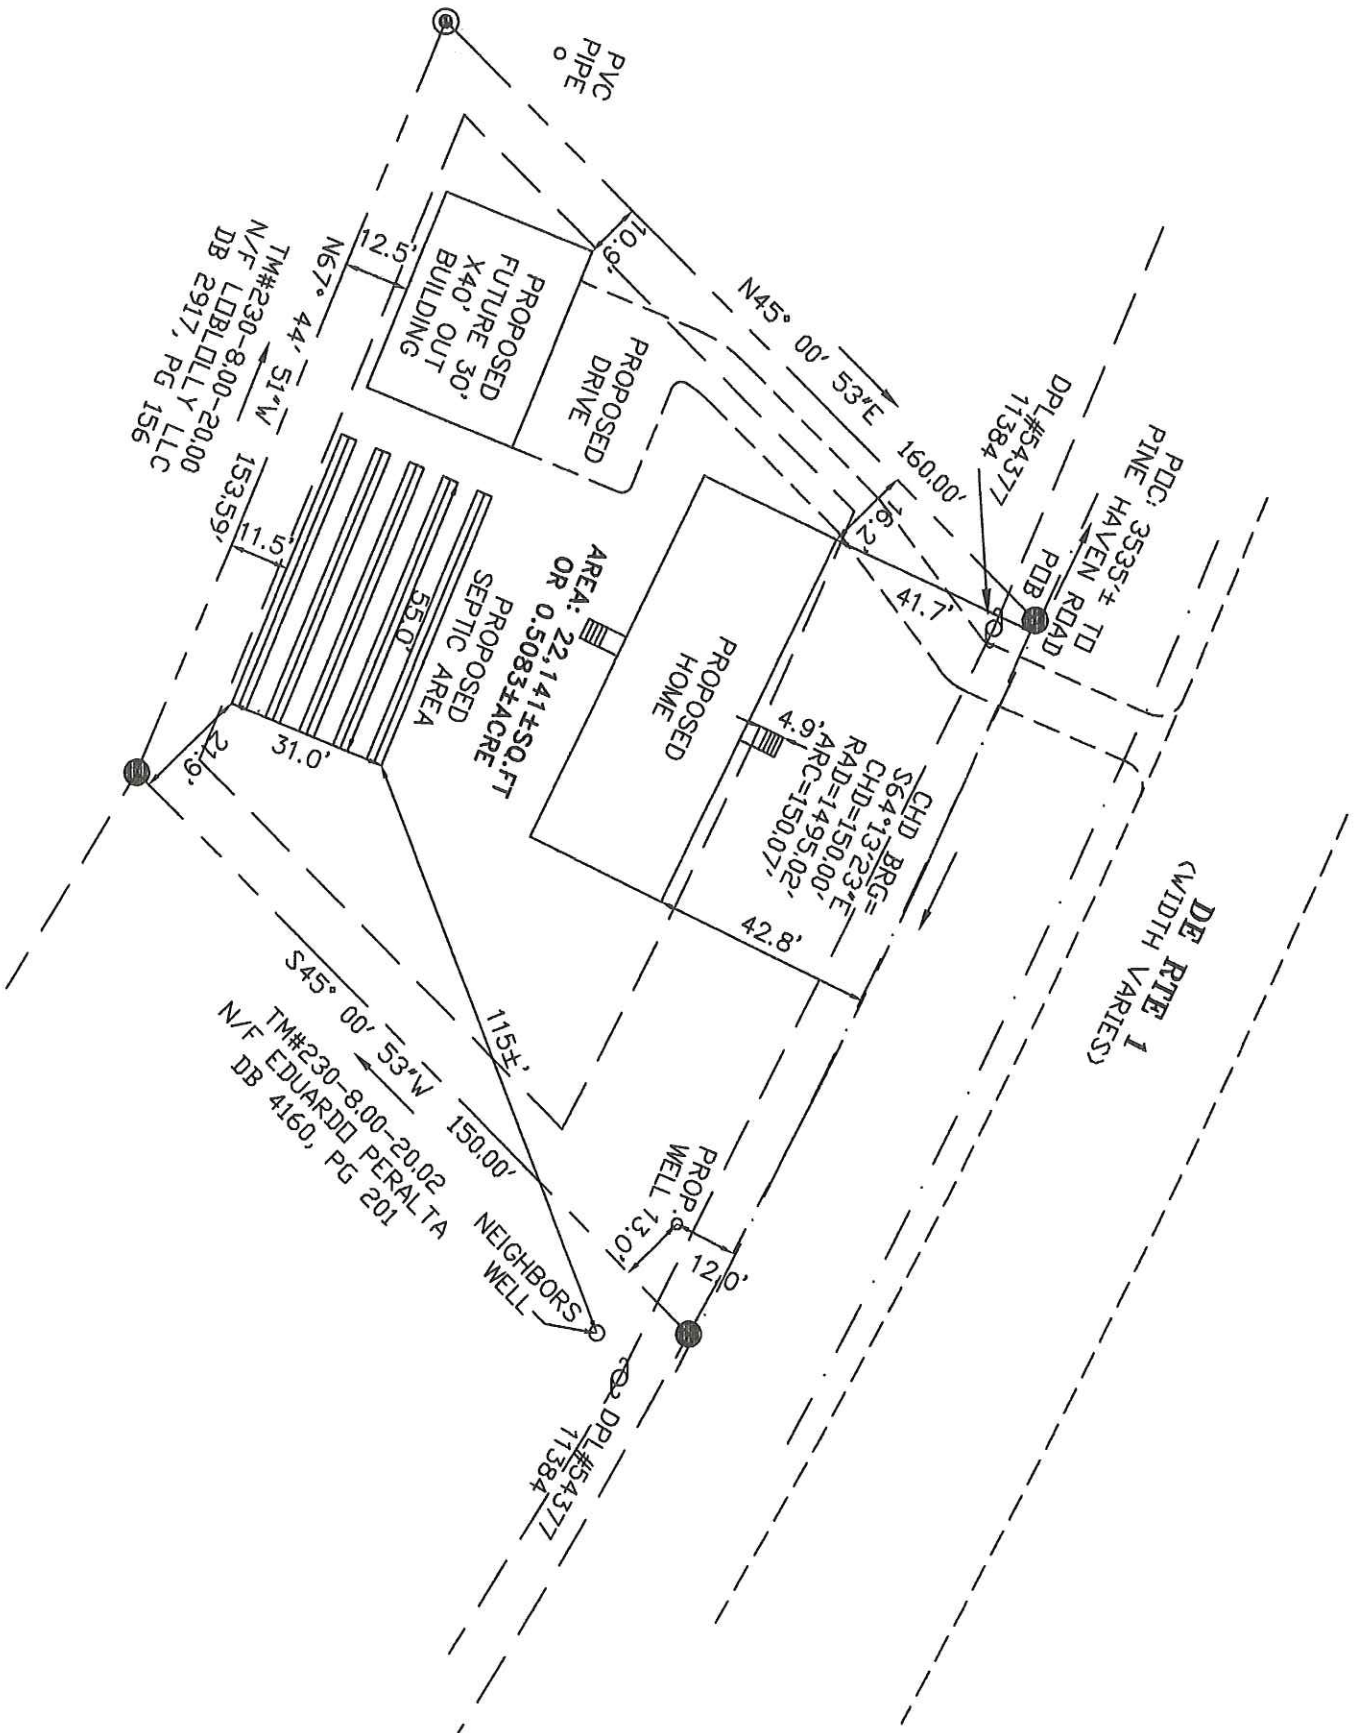 DE RTE 1
(WIDTH VARIES)
POC: 3535'± TO
PINE HAVEN ROAD
POB
DPL#54377
11384
PVC
PIPE
N45° 00' 53"E 160.00'
10.9'
16.2'
41.7'
CHD BRG=
S64°13'23"E
CHD=150.00'
RAD=1495.02'
ARC=150.07'
4.9'
42.8'
PROPOSED
HOME
PROPOSED
DRIVE
PROPOSED
FUTURE 30'
X40' OUT
BUILDING
12.5'
N67° 44' 51"W 153.59'
TM#230-8.00-20.00
N/F LOBLOLLY LLC
DB 2917, PG 156
11.5'
AREA: 22,141±SQ.FT
OR 0.5083±ACRE
PROPOSED
SEPTIC AREA
55.0'
31.0'
21.9'
115±'
S45° 00' 53"W 150.00'
TM#230-8.00-20.02
N/F EDUARDO PERALTA
DB 4160, PG 201
PROP.
WELL
13.0'
12.0'
NEIGHBORS
WELL
DPL#54377
11384